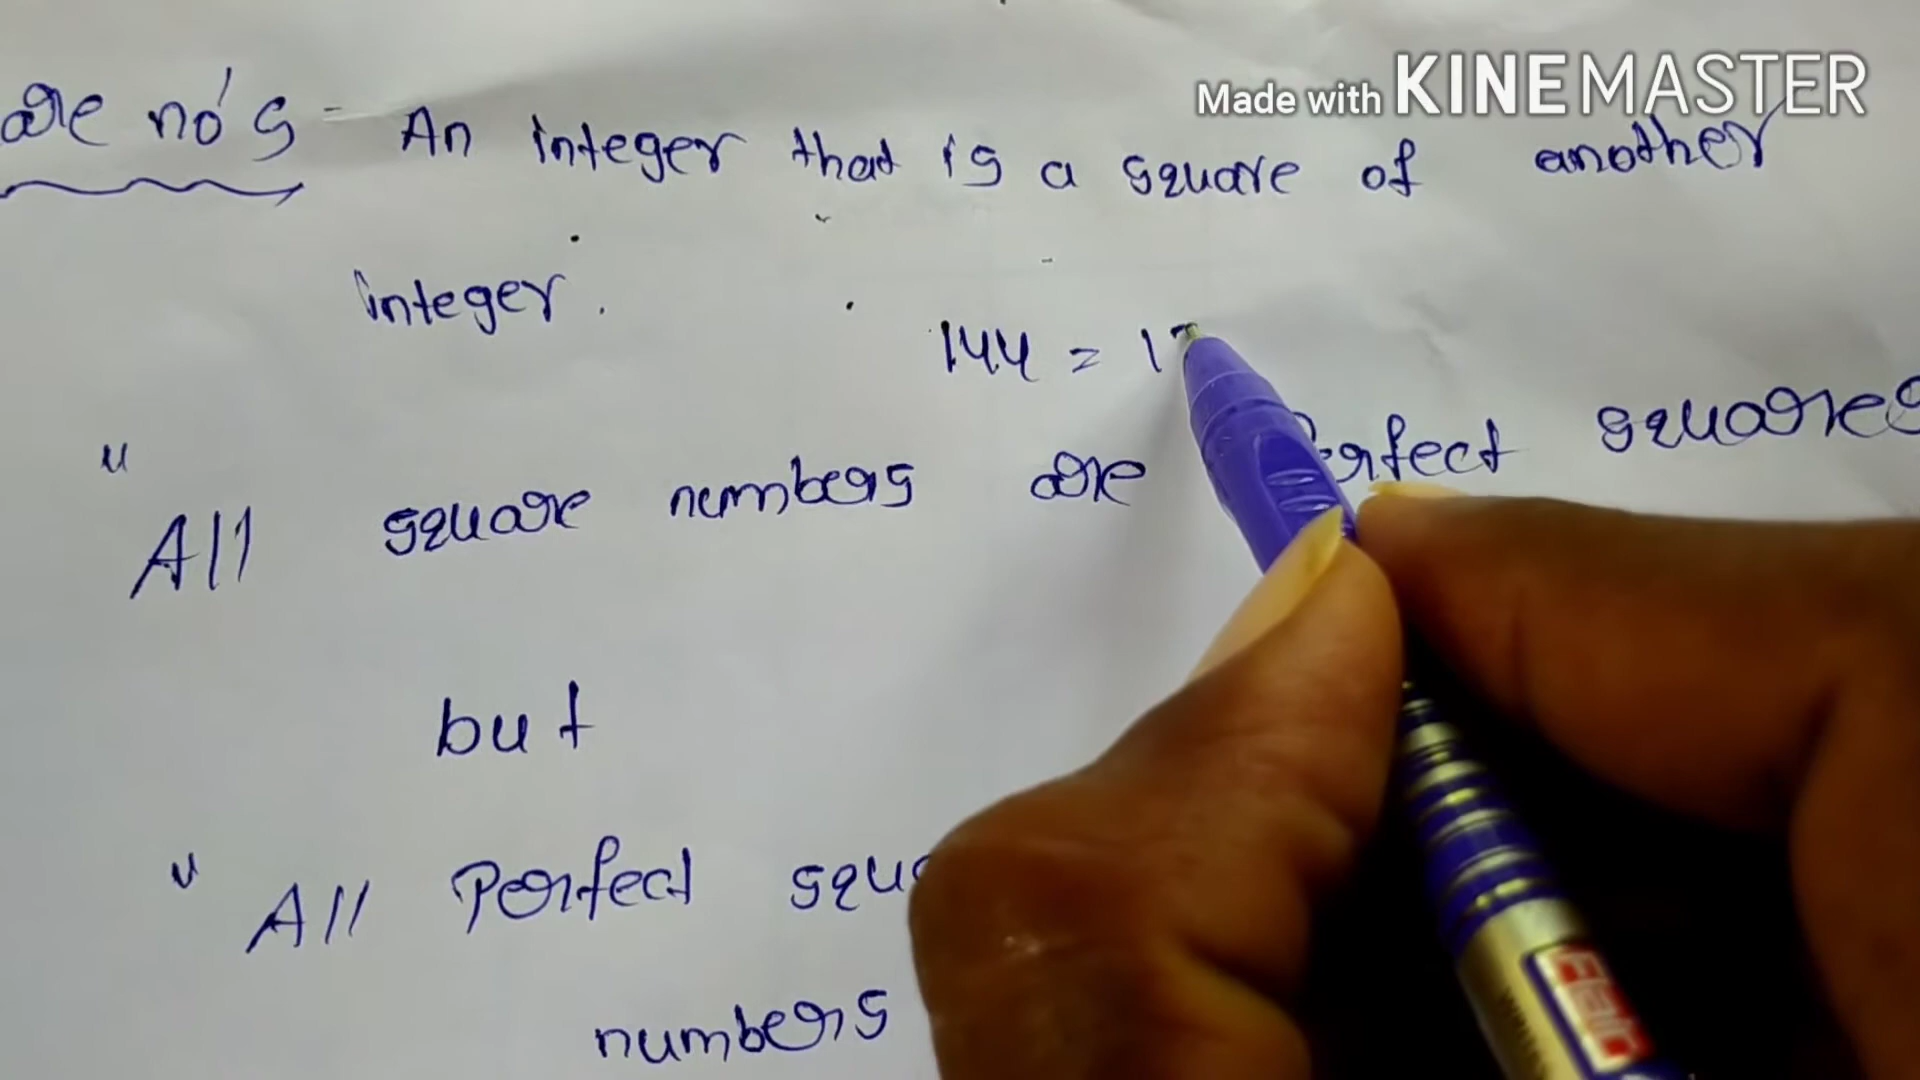 Made with KINEMASTER
are no's - An integer that is a square of another
integer.
144 = 1
" All square numbers are Perfect squares
but
" All Perfect squa
numbers